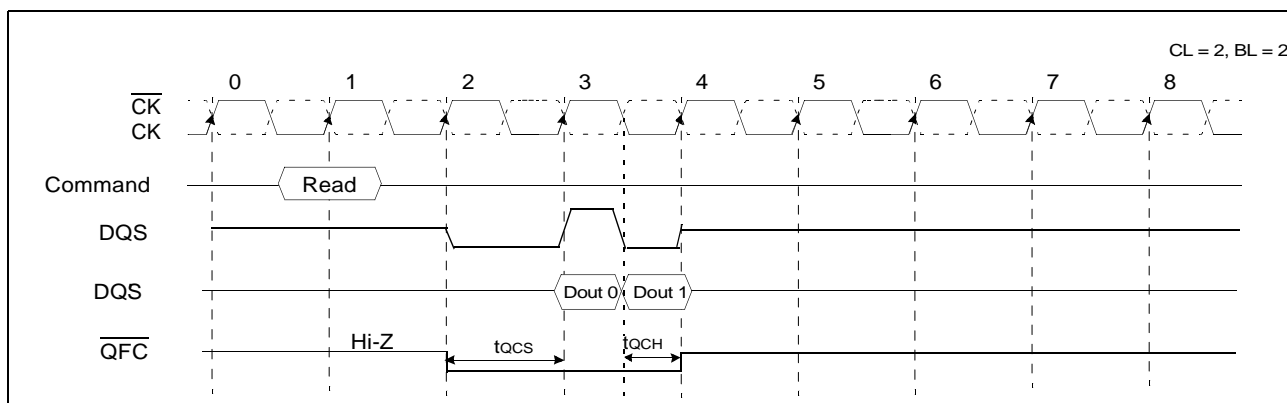 CL = 2, BL = 2
0 1 2 3 4 5 6 7 8
CK
CK
Command Read
DQS
DQS Dout 0 Dout 1
QFC Hi-Z tQCS tQCH